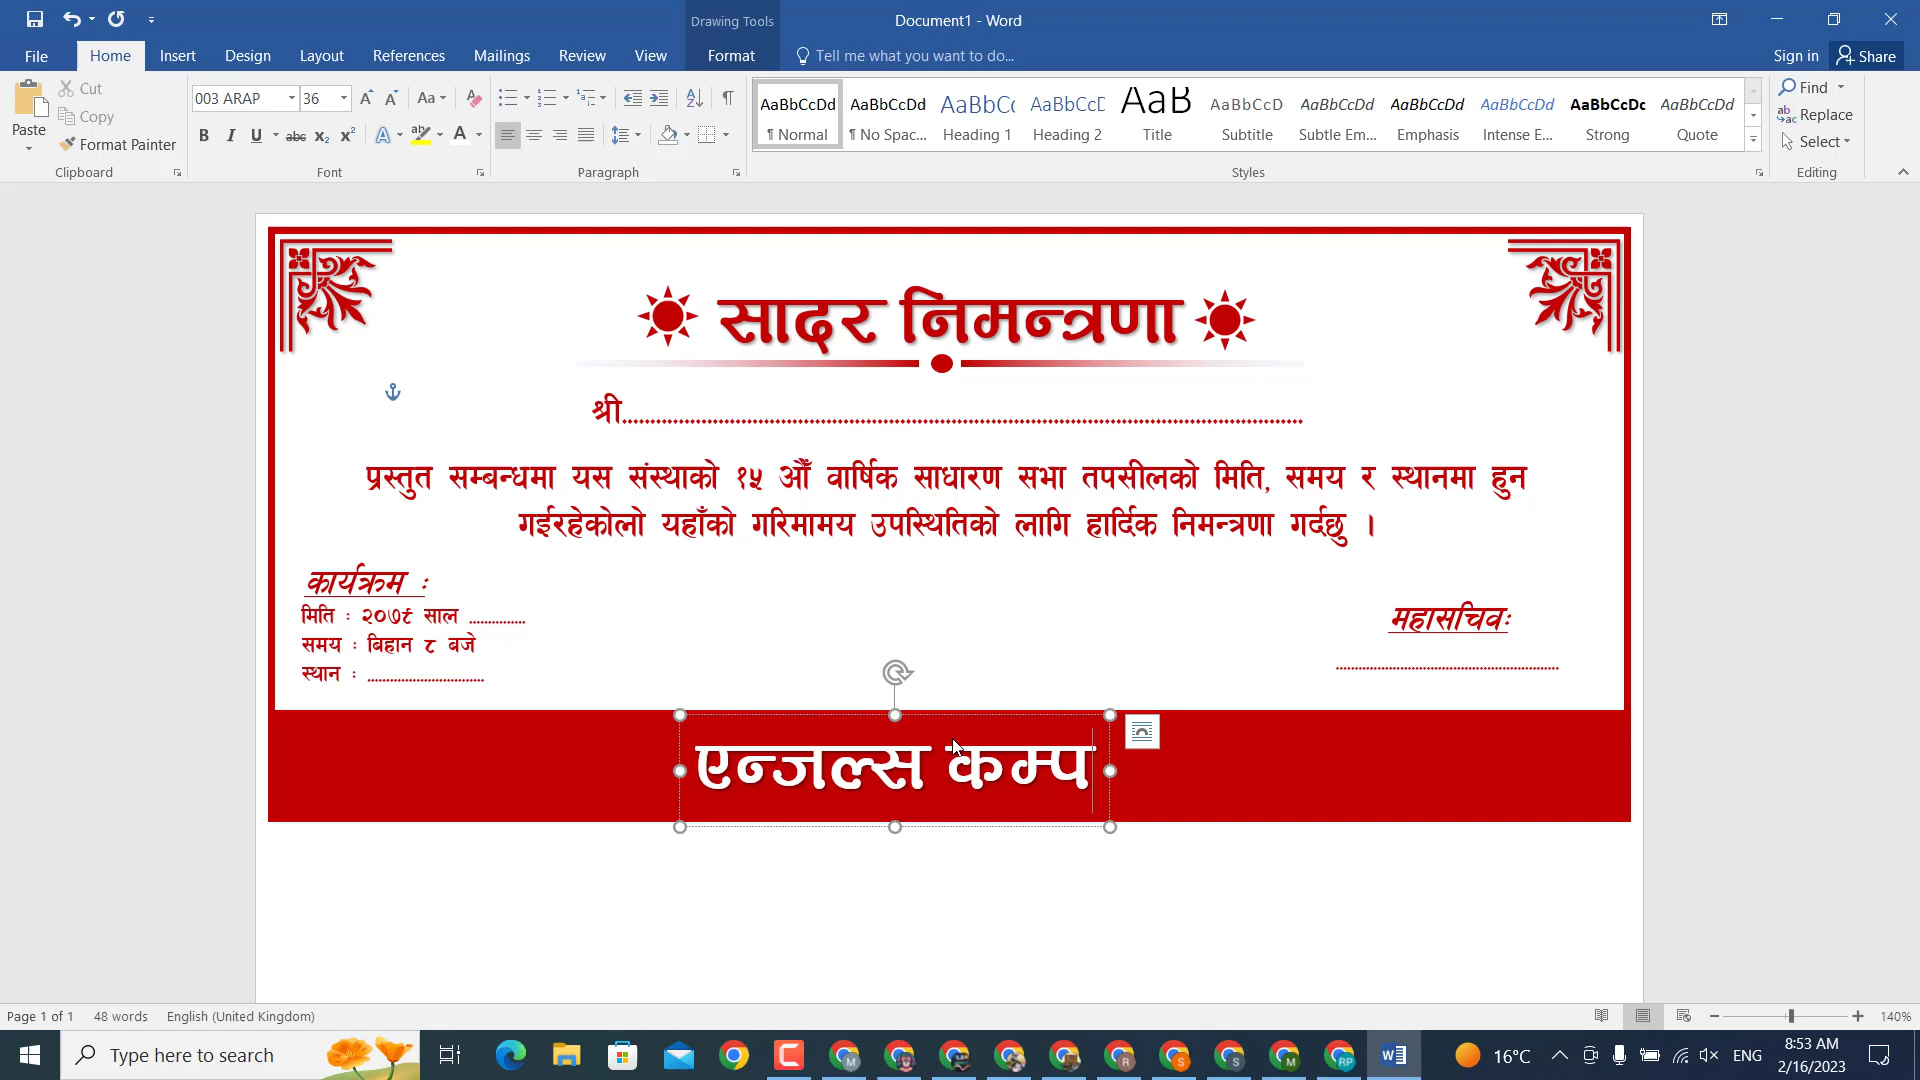 Drawing Tools
Document1 - Word
File Home Insert Design Layout References Mailings Review View Format Tell me what you want to do... Sign in Share
Paste Cut Copy Format Painter Clipboard
003 ARAP 36 Font
Paragraph
AaBbCcDd AaBbCcDd AaBbCc AaBbCcD AaB AaBbCcD AaBbCcDd AaBbCcDd AaBbCcDd AaBbCcDc AaBbCcDd
¶ Normal ¶ No Spac... Heading 1 Heading 2 Title Subtitle Subtle Em... Emphasis Intense E... Strong Quote
Styles
Find Replace Select Editing
सादर निमन्त्रणा
श्री..........................................................................................
प्रस्तुत सम्बन्धमा यस संस्थाको १५ औं वार्षिक साधारण सभा तपसीलको मिति, समय र स्थानमा हुन
गईरहेकोलो यहाँको गरिमामय उपस्थितिको लागि हार्दिक निमन्त्रणा गर्दछु ।
कार्यक्रम :
मिति : २०७९ साल ...............
समय : बिहान ८ बजे
स्थान : ...............................
महासचिवः
............................................................
एन्जल्स कम्प
Page 1 of 1 48 words English (United Kingdom) 140%
Type here to search
16°C ENG
8:53 AM
2/16/2023